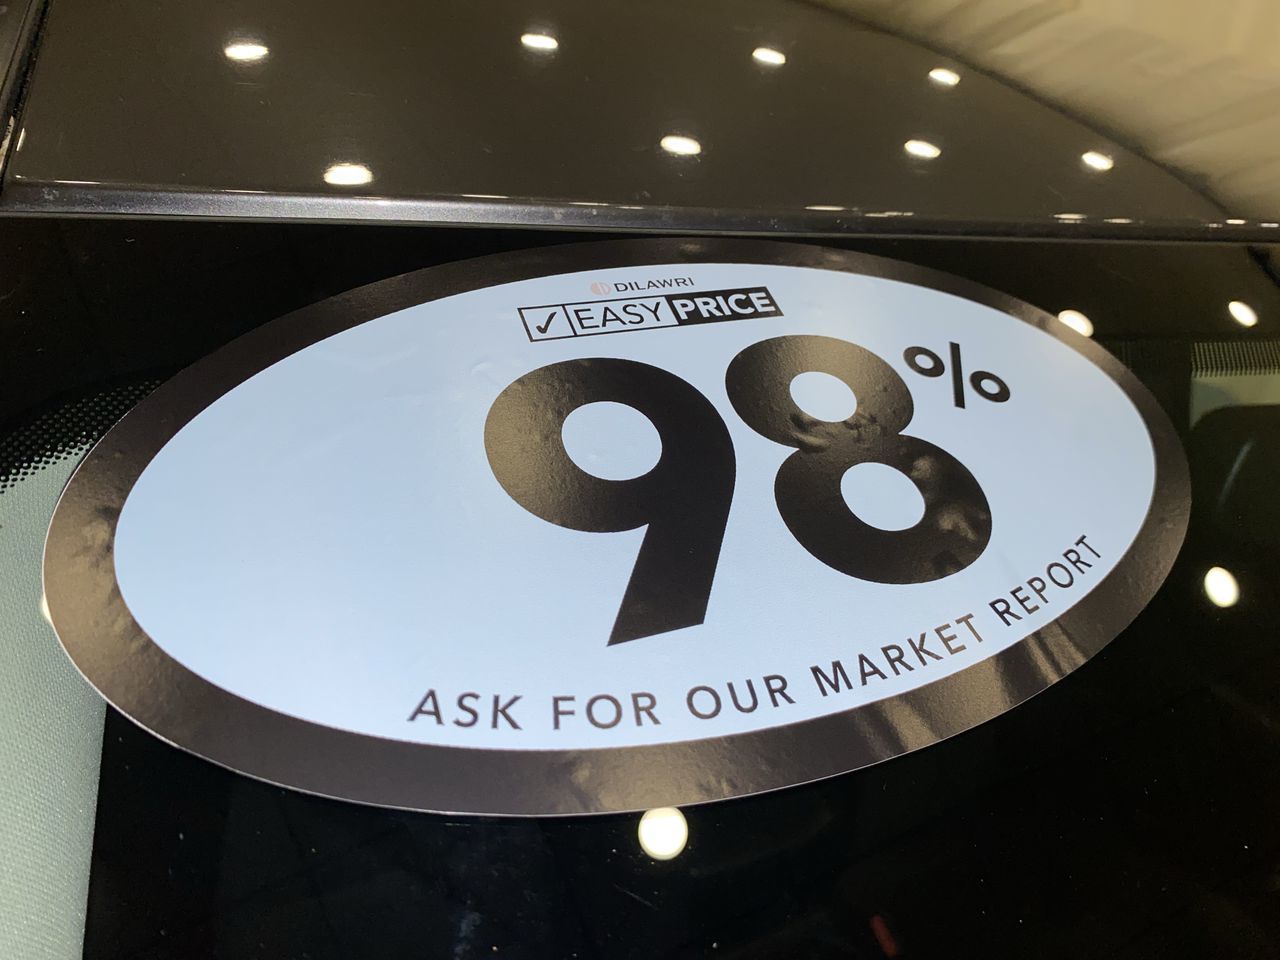 DILAWRI
✓ EASY PRICE
98%
ASK FOR OUR MARKET REPORT